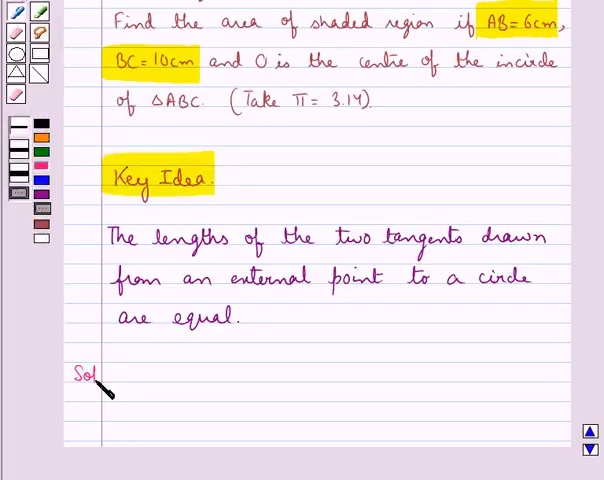 Find the area of shaded region if AB = 6cm,
BC = 10cm and O is the centre of the incircle
of △ABC. (Take π = 3.14).
Key Idea.
The lengths of the two tangents drawn
from an external point to a circle
are equal.
Sol